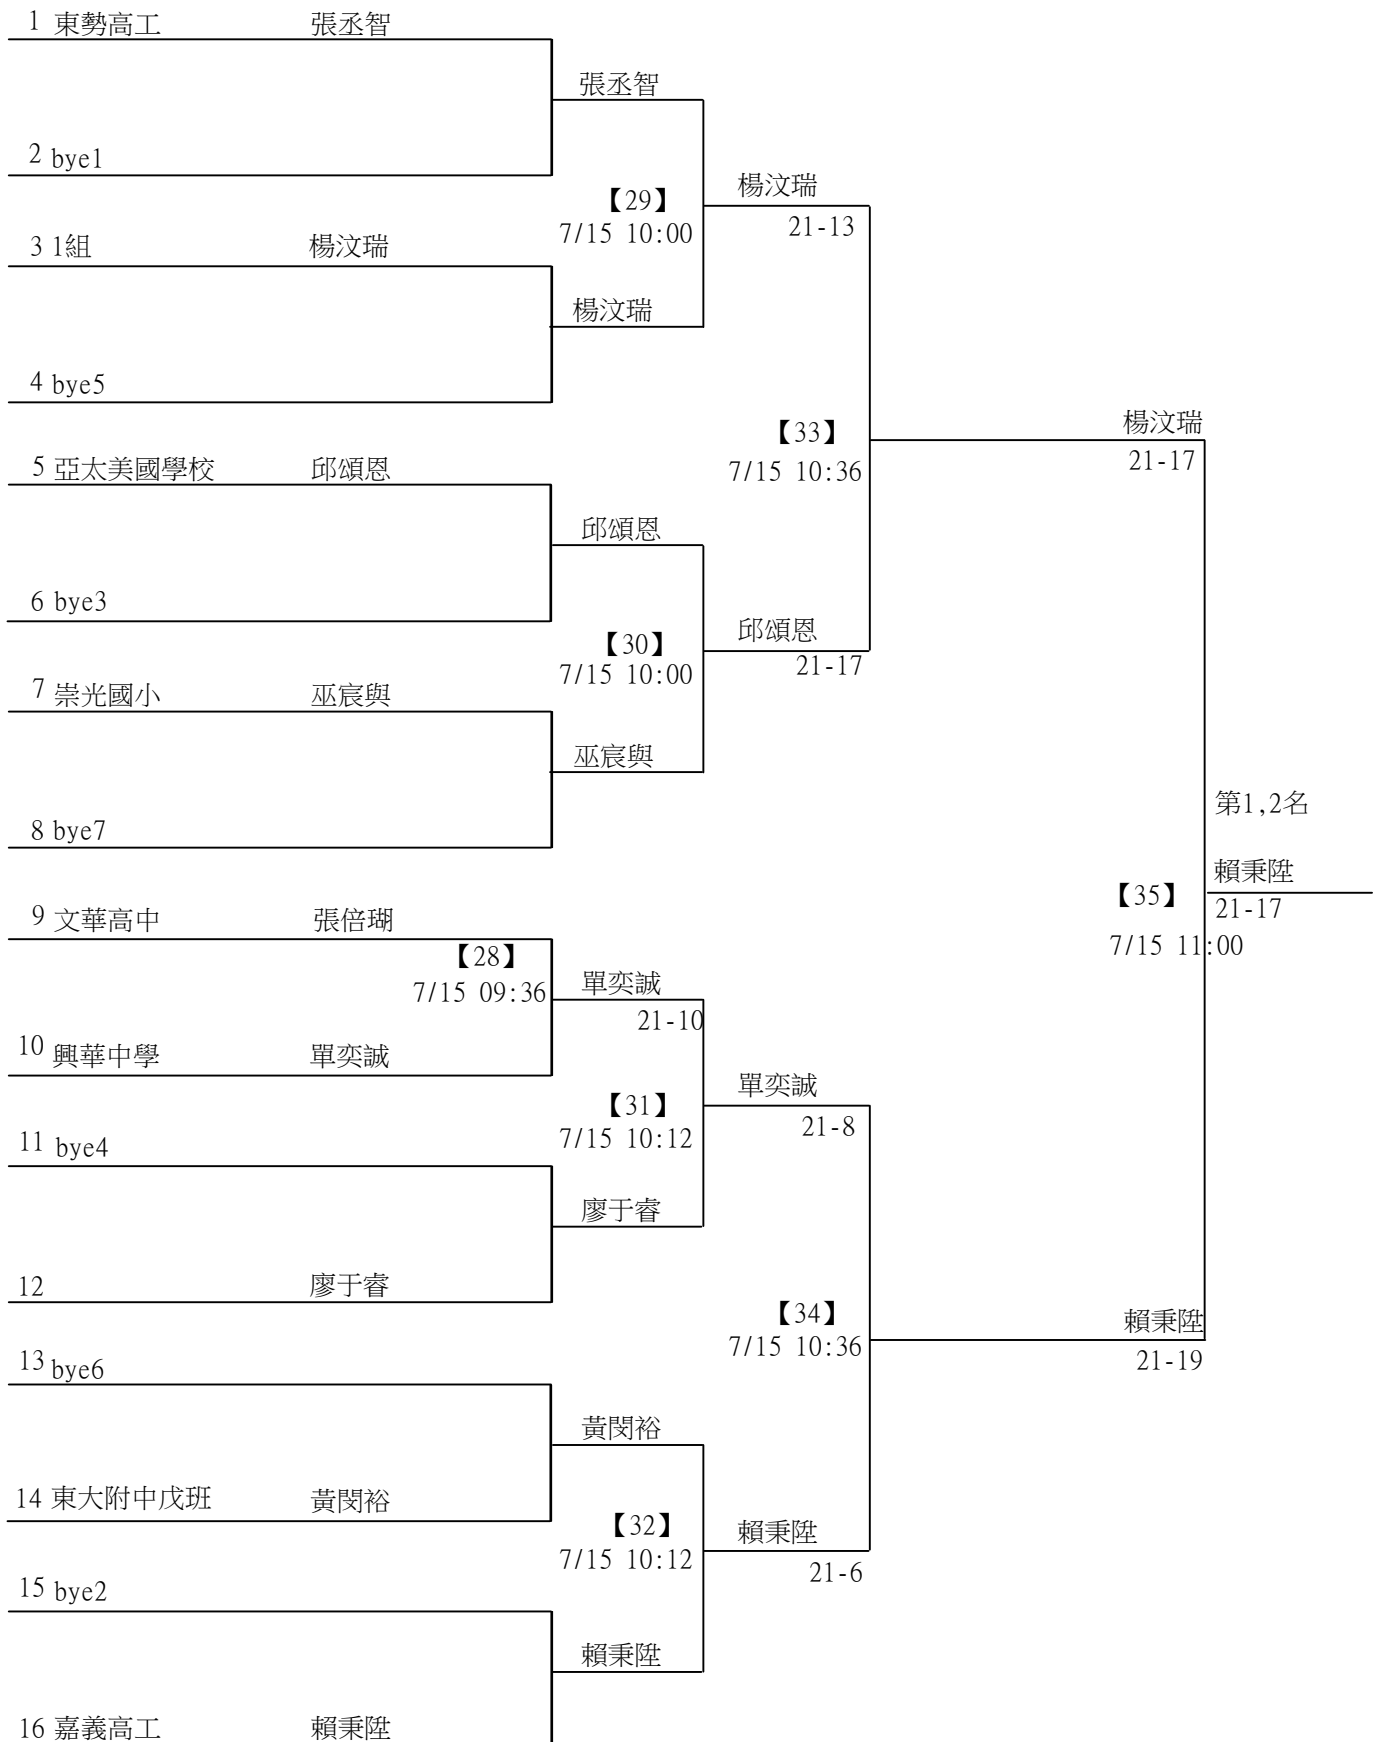 1 東勢高工 張丞智
張丞智
2 bye1
【29】
7/15 10:00
楊汶瑞
21-13
3 1組 楊汶瑞
楊汶瑞
4 bye5
【33】
7/15 10:36
楊汶瑞
21-17
5 亞太美國學校 邱頌恩
邱頌恩
6 bye3
【30】
7/15 10:00
邱頌恩
21-17
7 崇光國小 巫宸與
巫宸與
8 bye7
第1,2名
【35】
7/15 11:00
賴秉陞
21-17
9 文華高中 張倍瑚
【28】
7/15 09:36
單奕誠
21-10
10 興華中學 單奕誠
【31】
7/15 10:12
單奕誠
21-8
11 bye4
廖于睿
12 廖于睿
【34】
7/15 10:36
賴秉陞
21-19
13 bye6
黃閔裕
14 東大附中戊班 黃閔裕
【32】
7/15 10:12
賴秉陞
21-6
15 bye2
賴秉陞
16 嘉義高工 賴秉陞